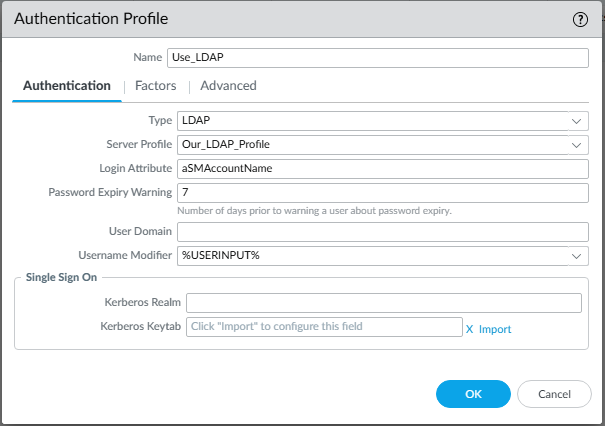 Authentication Profile
Name Use_LDAP
Authentication Factors Advanced
Type LDAP
Server Profile Our_LDAP_Profile
Login Attribute aSMAccountName
Password Expiry Warning 7
Number of days prior to warning a user about password expiry.
User Domain
Username Modifier %USERINPUT%
Single Sign On
Kerberos Realm
Kerberos Keytab Click "Import" to configure this field X Import
OK Cancel